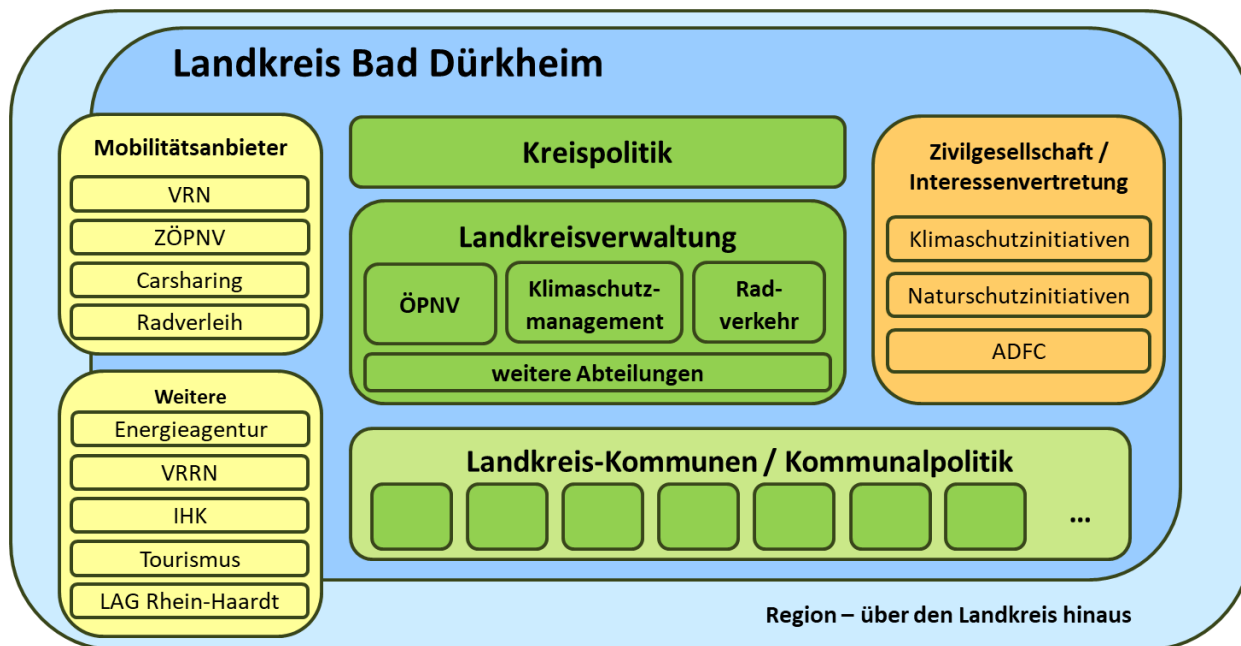 Landkreis Bad Dürkheim
Mobilitätsanbieter
VRN
ZÖPNV
Carsharing
Radverleih
Weitere
Energieagentur
VRRN
IHK
Tourismus
LAG Rhein-Haardt
Kreispolitik
Landkreisverwaltung
ÖPNV
Klimaschutz-
management
Rad-
verkehr
weitere Abteilungen
Landkreis-Kommunen / Kommunalpolitik
...
Zivilgesellschaft /
Interessenvertretung
Klimaschutzinitiativen
Naturschutzinitiativen
ADFC
Region – über den Landkreis hinaus